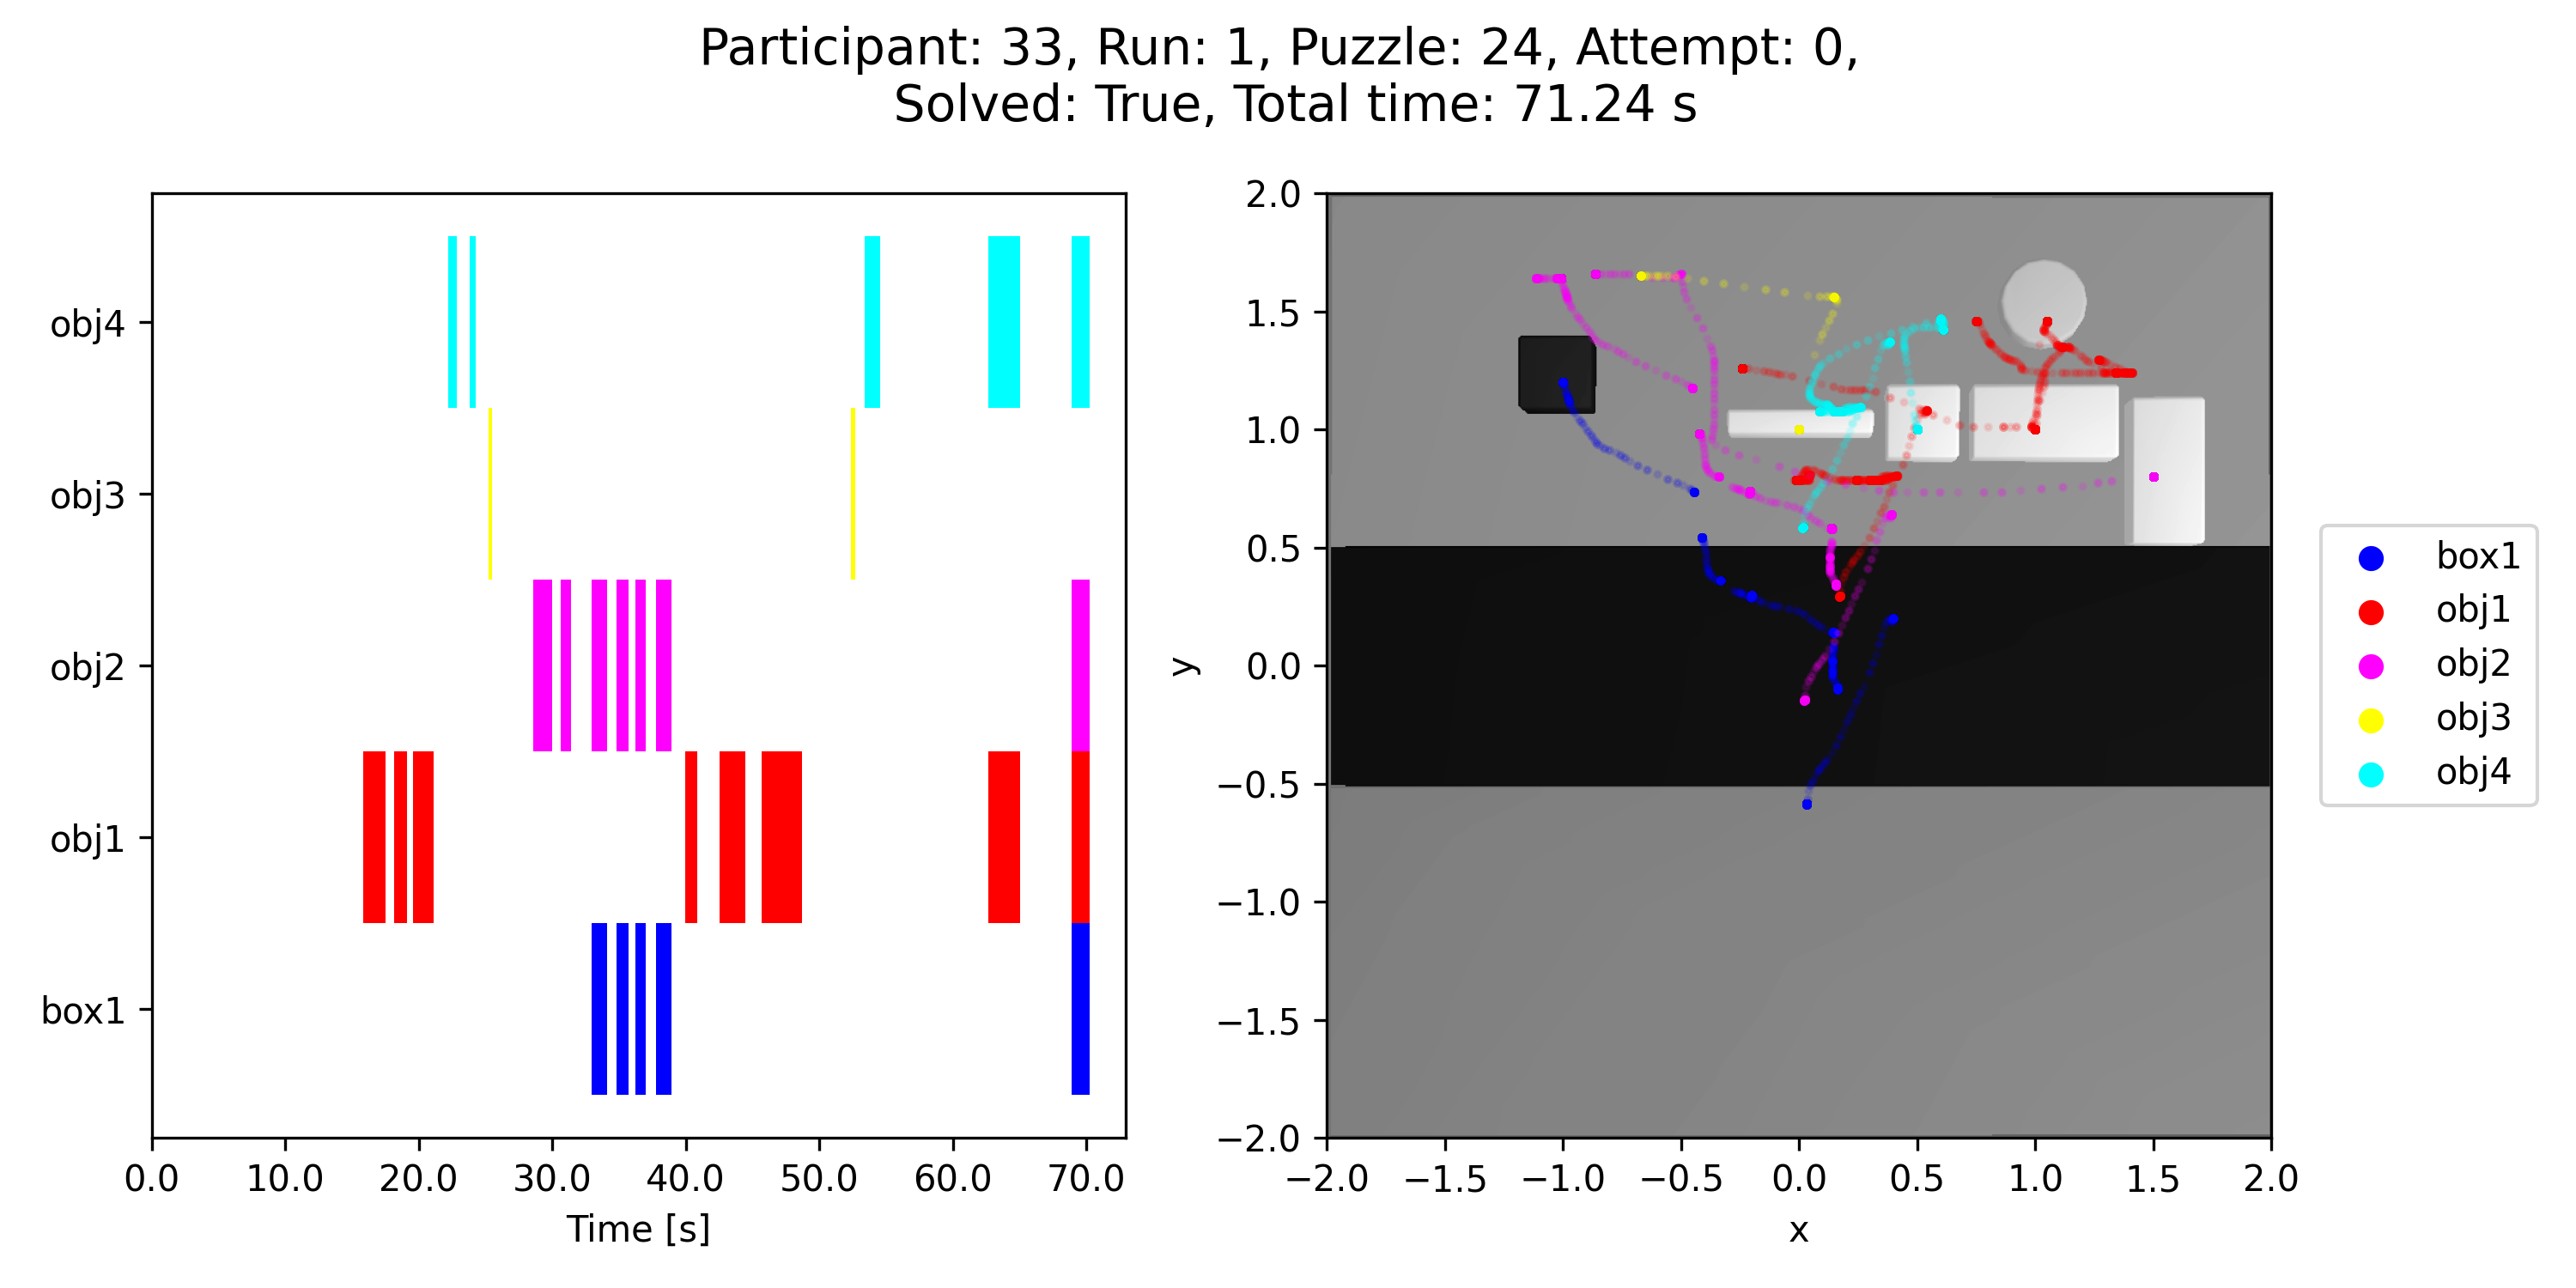 Participant: 33, Run: 1, Puzzle: 24, Attempt: 0,
Solved: True, Total time: 71.24 s
obj4
obj3
obj2
obj1
box1
0.0 10.0 20.0 30.0 40.0 50.0 60.0 70.0
Time [s]
2.0
1.5
1.0
0.5
0.0
−0.5
−1.0
−1.5
−2.0
y
−2.0 −1.5 −1.0 −0.5 0.0 0.5 1.0 1.5 2.0
x
box1
obj1
obj2
obj3
obj4